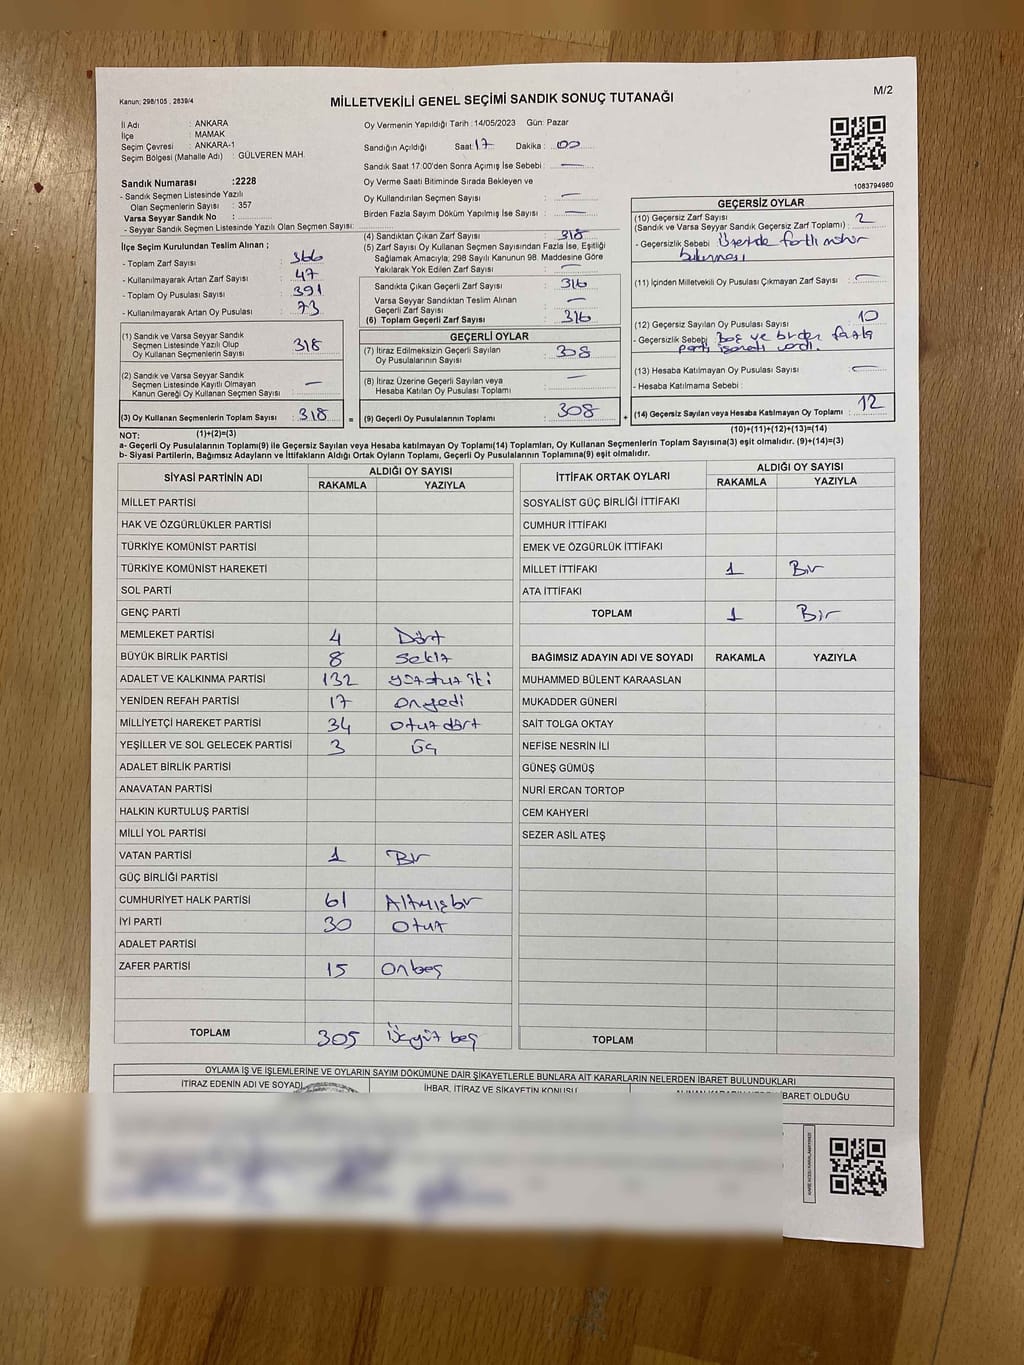 Kanun; 298/105 , 2839/4
MİLLETVEKİLİ GENEL SEÇİMİ SANDIK SONUÇ TUTANAĞI
M/2
İl Adı : ANKARA
İlçe : MAMAK
Seçim Çevresi : ANKARA-1
Seçim Bölgesi (Mahalle Adı) : GÜLVEREN MAH.
Oy Vermenin Yapıldığı Tarih : 14/05/2023 Gün: Pazar
Sandığın Açıldığı Saat: 17 Dakika : 00
Sandık Saat 17:00'den Sonra Açımış İse Sebebi : —
Oy Verme Saati Bitiminde Sırada Bekleyen ve
Oy Kullandırılan Seçmen Sayısı : —
Birden Fazla Sayım Döküm Yapılmış İse Sayısı : —
1083794980
Sandık Numarası :2228
- Sandık Seçmen Listesinde Yazılı
Olan Seçmenlerin Sayısı : 357
Varsa Seyyar Sandık No :
- Seyyar Sandık Seçmen Listesinde Yazılı Olan Seçmen Sayısı:
İlçe Seçim Kurulundan Teslim Alınan ;
- Toplam Zarf Sayısı : 366
- Kullanılmayarak Artan Zarf Sayısı : 47
- Toplam Oy Pusulası Sayısı : 391
- Kullanılmayarak Artan Oy Pusulası : 73
(4) Sandıktan Çıkan Zarf Sayısı : 318
(5) Zarf Sayısı Oy Kullanan Seçmen Sayısından Fazla İse, Eşitliği
Sağlamak Amacıyla, 298 Sayılı Kanunun 98. Maddesine Göre
Yakılarak Yok Edilen Zarf Sayısı : —
Sandıkta Çıkan Geçerli Zarf Sayısı : 316
Varsa Seyyar Sandıktan Teslim Alınan
Geçerli Zarf Sayısı : —
(6) Toplam Geçerli Zarf Sayısı : 316
GEÇERSİZ OYLAR
(10) Geçersiz Zarf Sayısı : 2
(Sandık ve Varsa Seyyar Sandık Geçersiz Zarf Toplamı)
- Geçersizlik Sebebi : Üzerinde farklı mühür
bulunması
(11) İçinden Milletvekili Oy Pusulası Çıkmayan Zarf Sayısı : —
(12) Geçersiz Sayılan Oy Pusulası Sayısı : 10
- Geçersizlik Sebebi : Boş ve birden fazla
parti işareti vardı.
(13) Hesaba Katılmayan Oy Pusulası Sayısı : —
- Hesaba Katılmama Sebebi :
(14) Geçersiz Sayılan veya Hesaba Katılmayan Oy Toplamı : 12
(1) Sandık ve Varsa Seyyar Sandık
Seçmen Listesinde Yazılı Olup
Oy Kullanan Seçmenlerin Sayısı : 318
(2) Sandık ve Varsa Seyyar Sandık
Seçmen Listesinde Kayıtlı Olmayan
Kanun Gereği Oy Kullanan Seçmen Sayısı : —
(3) Oy Kullanan Seçmenlerin Toplam Sayısı : 318 =
GEÇERLİ OYLAR
(7) İtiraz Edilmeksizin Geçerli Sayılan
Oy Pusulalarının Sayısı : 308
(8) İtiraz Üzerine Geçerli Sayılan veya
Hesaba Katılan Oy Pusulası Toplamı : —
(9) Geçerli Oy Pusulalarının Toplamı : 308 +
NOT: (1)+(2)=(3) (10)+(11)+(12)+(13)=(14)
a- Geçerli Oy Pusulalarının Toplamı(9) ile Geçersiz Sayılan veya Hesaba katılmayan Oy Toplamı(14) Toplamları, Oy Kullanan Seçmenlerin Toplam Sayısına(3) eşit olmalıdır. (9)+(14)=(3)
b- Siyasi Partilerin, Bağımsız Adayların ve İttifakların Aldığı Ortak Oyların Toplamı, Geçerli Oy Pusulalarının Toplamına(9) eşit olmalıdır.
SİYASİ PARTİNİN ADI ALDIĞI OY SAYISI
RAKAMLA YAZIYLA
MİLLET PARTİSİ
HAK VE ÖZGÜRLÜKLER PARTİSİ
TÜRKİYE KOMÜNİST PARTİSİ
TÜRKİYE KOMÜNİST HAREKETİ
SOL PARTİ
GENÇ PARTİ
MEMLEKET PARTİSİ 4 Dört
BÜYÜK BİRLİK PARTİSİ 8 Sekiz
ADALET VE KALKINMA PARTİSİ 132 yüzotuz iki
YENİDEN REFAH PARTİSİ 17 onyedi
MİLLİYETÇİ HAREKET PARTİSİ 34 otuz dört
YEŞİLLER VE SOL GELECEK PARTİSİ 3 Üç
ADALET BİRLİK PARTİSİ
ANAVATAN PARTİSİ
HALKIN KURTULUŞ PARTİSİ
MİLLİ YOL PARTİSİ
VATAN PARTİSİ 1 Bir
GÜÇ BİRLİĞİ PARTİSİ
CUMHURİYET HALK PARTİSİ 61 Altmışbir
İYİ PARTİ 30 Otuz
ADALET PARTİSİ
ZAFER PARTİSİ 15 Onbeş
TOPLAM 305 Üçyüz beş
İTTİFAK ORTAK OYLARI ALDIĞI OY SAYISI
RAKAMLA YAZIYLA
SOSYALİST GÜÇ BİRLİĞİ İTTİFAKI
CUMHUR İTTİFAKI
EMEK VE ÖZGÜRLÜK İTTİFAKI
MİLLET İTTİFAKI 1 Bir
ATA İTTİFAKI
TOPLAM 1 Bir
BAĞIMSIZ ADAYIN ADI VE SOYADI RAKAMLA YAZIYLA
MUHAMMED BÜLENT KARAASLAN
MUKADDER GÜNERİ
SAİT TOLGA OKTAY
NEFİSE NESRİN İLİ
GÜNEŞ GÜMÜŞ
NURİ ERCAN TORTOP
CEM KAHYERİ
SEZER ASİL ATEŞ
TOPLAM
OYLAMA İŞ VE İŞLEMLERİNE VE OYLARIN SAYIM DÖKÜMÜNE DAİR ŞİKAYETLERLE BUNLARA AİT KARARLARIN NELERDEN İBARET BULUNDUKLARI
İTİRAZ EDENİN ADI VE SOYADI
İHBAR, İTİRAZ VE ŞİKAYETİN KONUSU
İBARET OLDUĞU